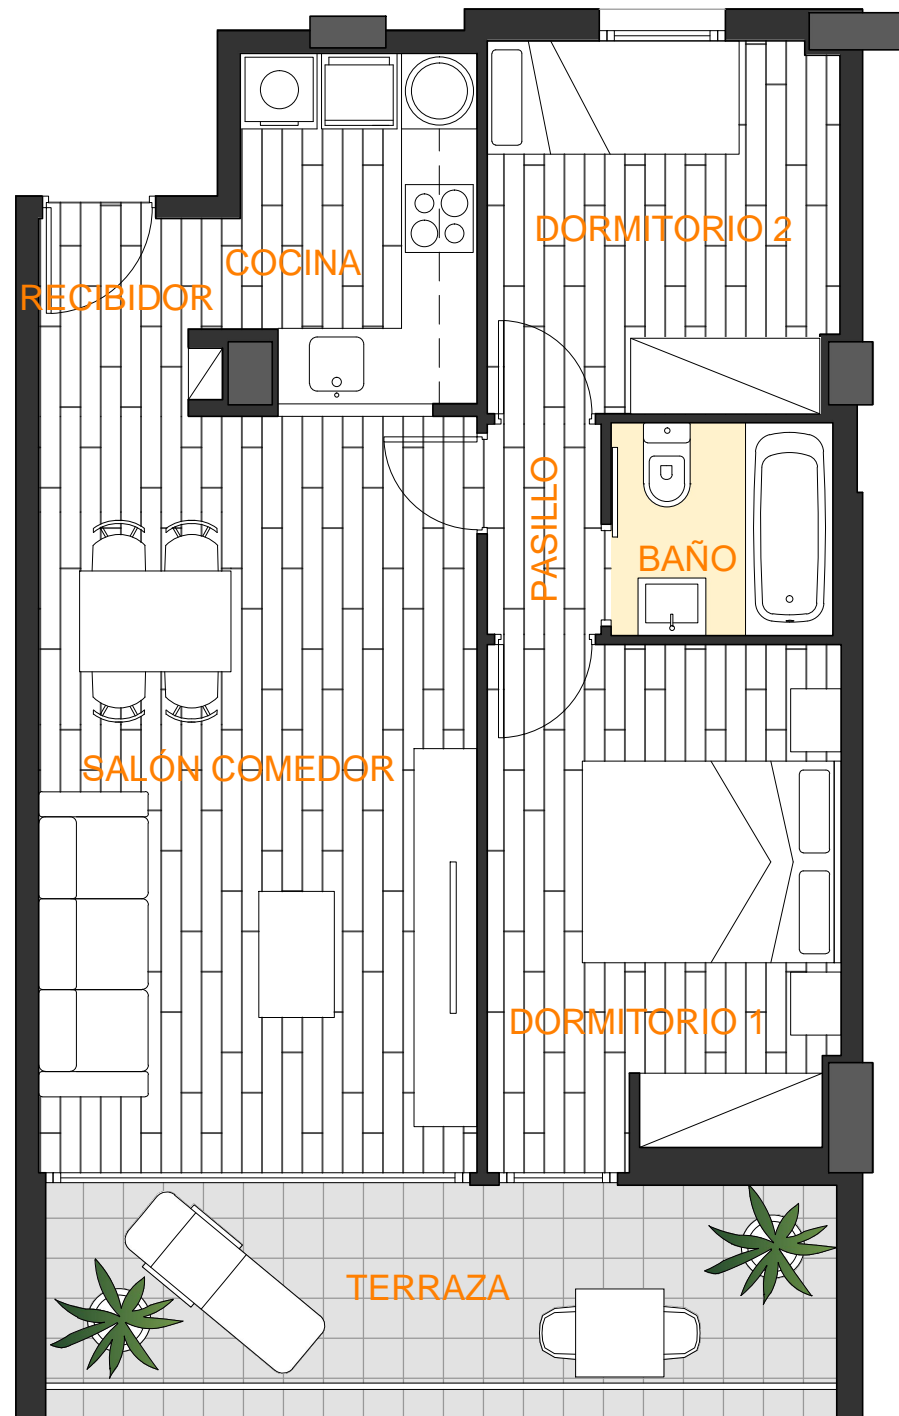 DORMITORIO 2
COCINA
RECIBIDOR
PASILLO
BAÑO
SALÓN COMEDOR
DORMITORIO 1
TERRAZA